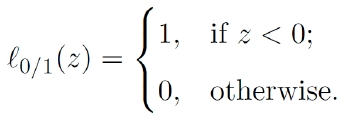 ℓ₀/₁(z) = { 1, if z < 0;
0, otherwise.